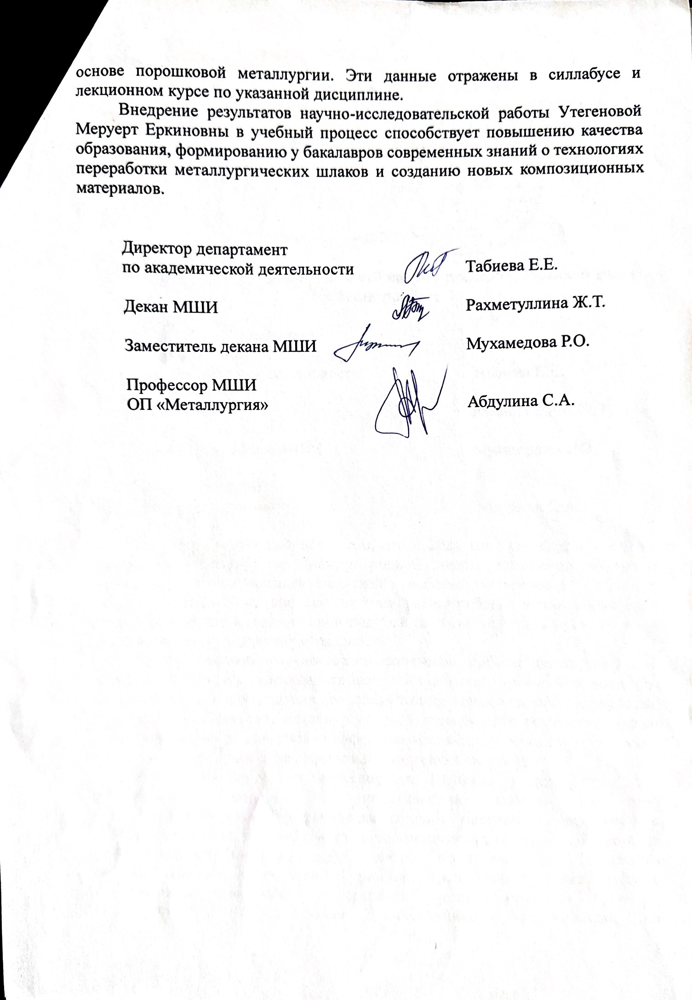 основе порошковой металлургии. Эти данные отражены в силлабусе и
лекционном курсе по указанной дисциплине.
Внедрение результатов научно-исследовательской работы Утегеновой
Меруерт Еркиновны в учебный процесс способствует повышению качества
образования, формированию у бакалавров современных знаний о технологиях
переработки металлургических шлаков и созданию новых композиционных
материалов.
Директор департамент
по академической деятельности Табиева Е.Е.
Декан МШИ Рахметуллина Ж.Т.
Заместитель декана МШИ Мухамедова Р.О.
Профессор МШИ
ОП «Металлургия» Абдулина С.А.